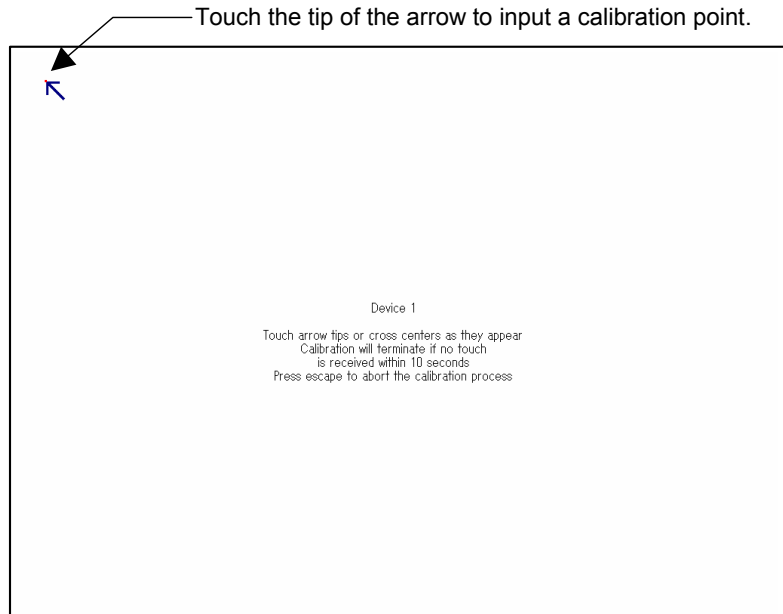 Touch the tip of the arrow to input a calibration point.
Device 1
Touch arrow tips or cross centers as they appear
Calibration will terminate if no touch
is received within 10 seconds
Press escape to abort the calibration process